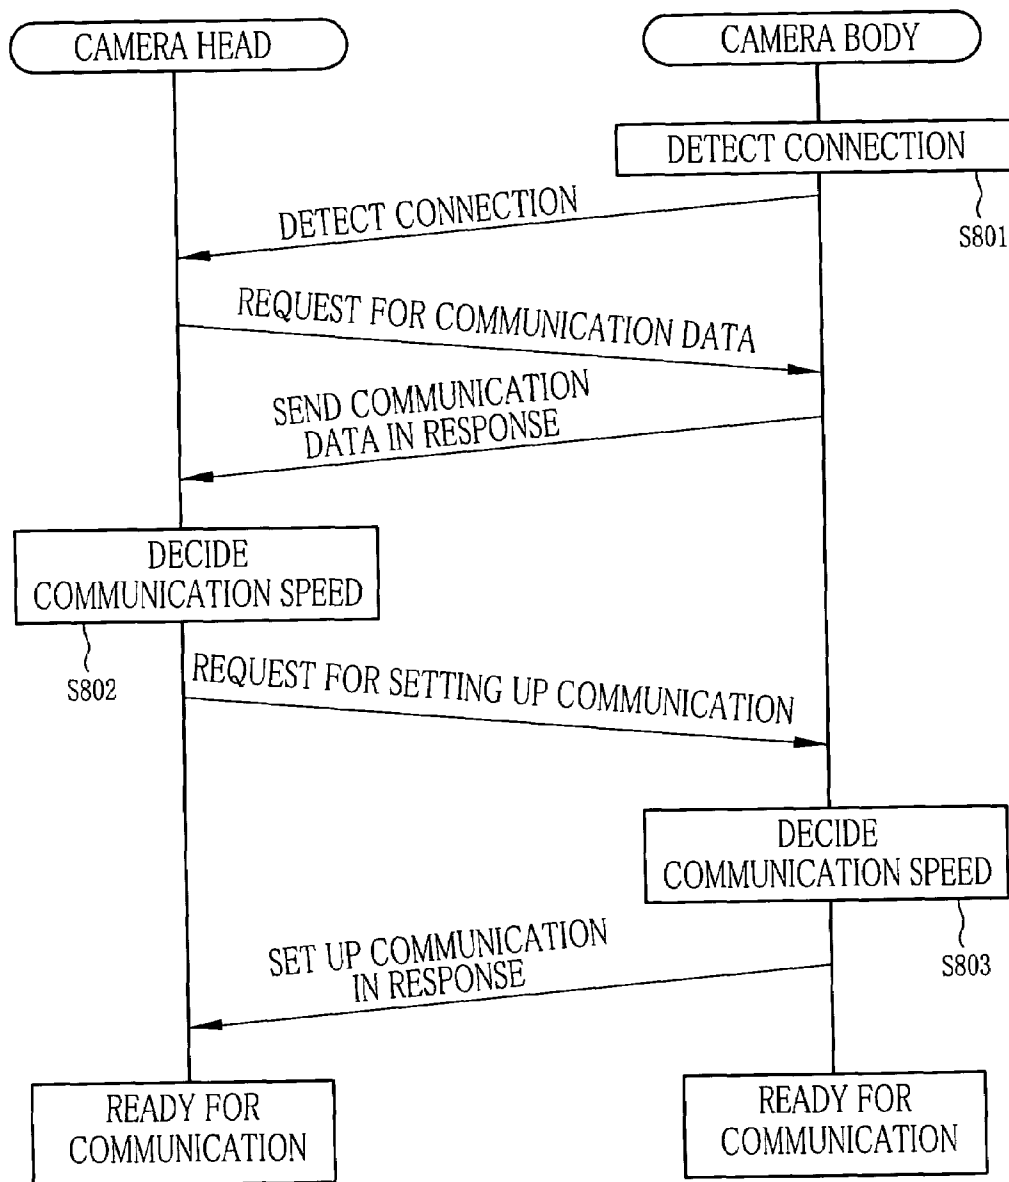 CAMERA HEAD
CAMERA BODY
DETECT CONNECTION
S801
DETECT CONNECTION
REQUEST FOR COMMUNICATION DATA
SEND COMMUNICATION
DATA IN RESPONSE
DECIDE
COMMUNICATION SPEED
S802
REQUEST FOR SETTING UP COMMUNICATION
DECIDE
COMMUNICATION SPEED
S803
SET UP COMMUNICATION
IN RESPONSE
READY FOR
COMMUNICATION
READY FOR
COMMUNICATION